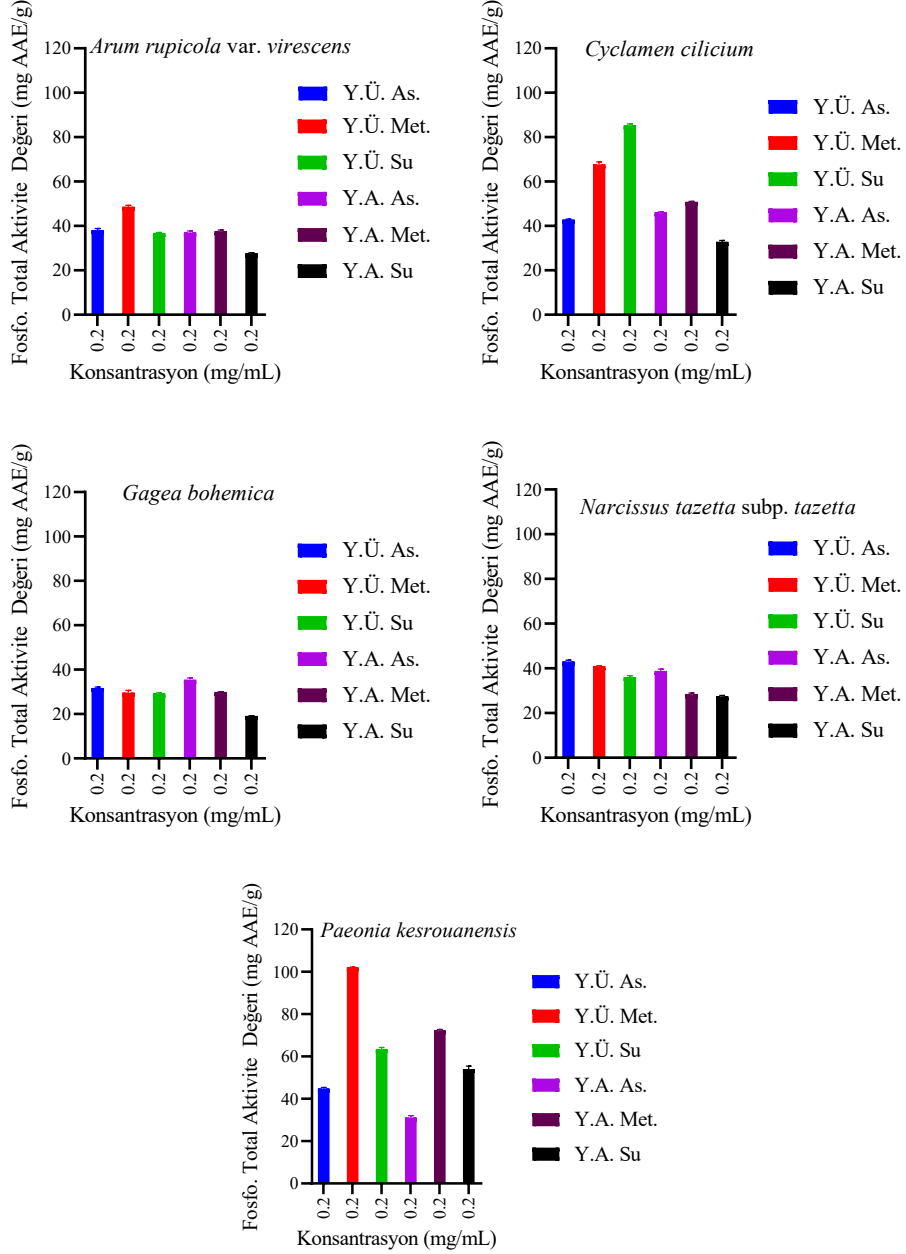 Arum rupicola var. virescens
Fosfo. Total Aktivite Değeri (mg AAE/g)
120
100
80
60
40
20
0
0.2 0.2 0.2 0.2 0.2 0.2
Konsantrasyon (mg/mL)
Y.Ü. As.
Y.Ü. Met.
Y.Ü. Su
Y.A. As.
Y.A. Met.
Y.A. Su
Cyclamen cilicium
Fosfo. Total Aktivite Değeri (mg AAE/g)
120
100
80
60
40
20
0
0.2 0.2 0.2 0.2 0.2 0.2
Konsantrasyon (mg/mL)
Y.Ü. As.
Y.Ü. Met.
Y.Ü. Su
Y.A. As.
Y.A. Met.
Y.A. Su
Gagea bohemica
Fosfo. Total Aktivite Değeri (mg AAE/g)
120
100
80
60
40
20
0
0.2 0.2 0.2 0.2 0.2 0.2
Konsantrasyon (mg/mL)
Y.Ü. As.
Y.Ü. Met.
Y.Ü. Su
Y.A. As.
Y.A. Met.
Y.A. Su
Narcissus tazetta subp. tazetta
Fosfo. Total Aktivite Değeri (mg AAE/g)
120
100
80
60
40
20
0
0.2 0.2 0.2 0.2 0.2 0.2
Konsantrasyon (mg/mL)
Y.Ü. As.
Y.Ü. Met.
Y.Ü. Su
Y.A. As.
Y.A. Met.
Y.A. Su
Paeonia kesrouanensis
Fosfo. Total Aktivite Değeri (mg AAE/g)
120
100
80
60
40
20
0
0.2 0.2 0.2 0.2 0.2 0.2
Konsantrasyon (mg/mL)
Y.Ü. As.
Y.Ü. Met.
Y.Ü. Su
Y.A. As.
Y.A. Met.
Y.A. Su